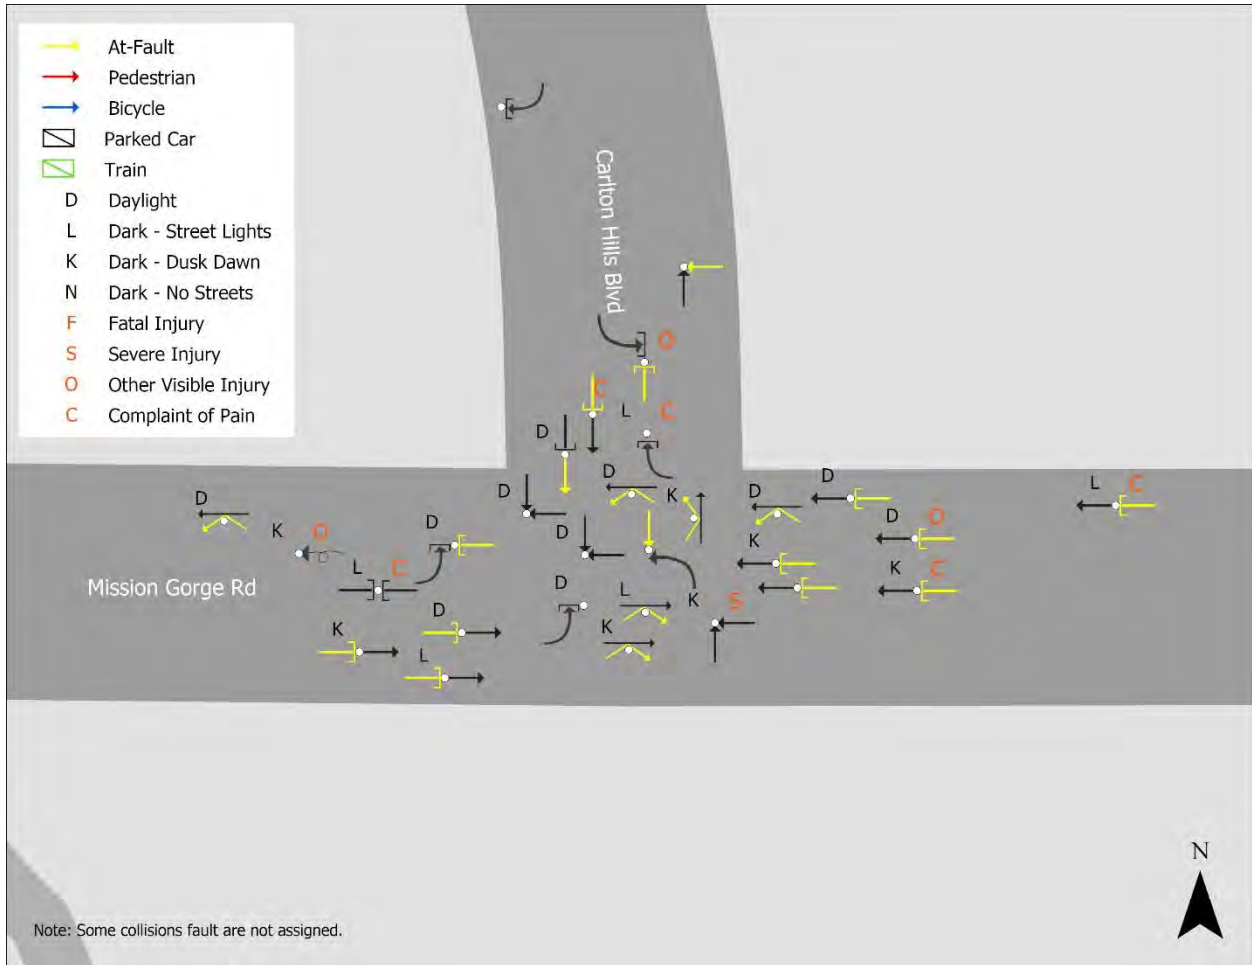 At-Fault
Pedestrian
Bicycle
Parked Car
Train
D Daylight
L Dark - Street Lights
K Dark - Dusk Dawn
N Dark - No Streets
F Fatal Injury
S Severe Injury
O Other Visible Injury
C Complaint of Pain
Carlton Hills Blvd
O
C
L C
D
D
K
D
D
D
L C
D
D
D O
K O
D
K
L C
K C
D
L
K S
D
K
K
L
Mission Gorge Rd
N
Note: Some collisions fault are not assigned.